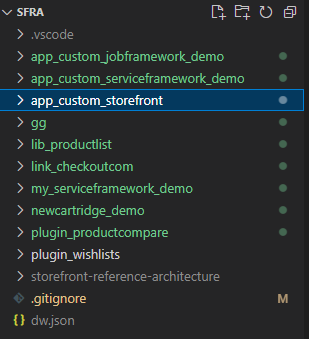 SFRA
.vscode
app_custom_jobframework_demo
app_custom_serviceframework_demo
app_custom_storefront
gg
lib_productlist
link_checkoutcom
my_serviceframework_demo
newcartridge_demo
plugin_productcompare
plugin_wishlists
storefront-reference-architecture
.gitignore M
{} dw.json